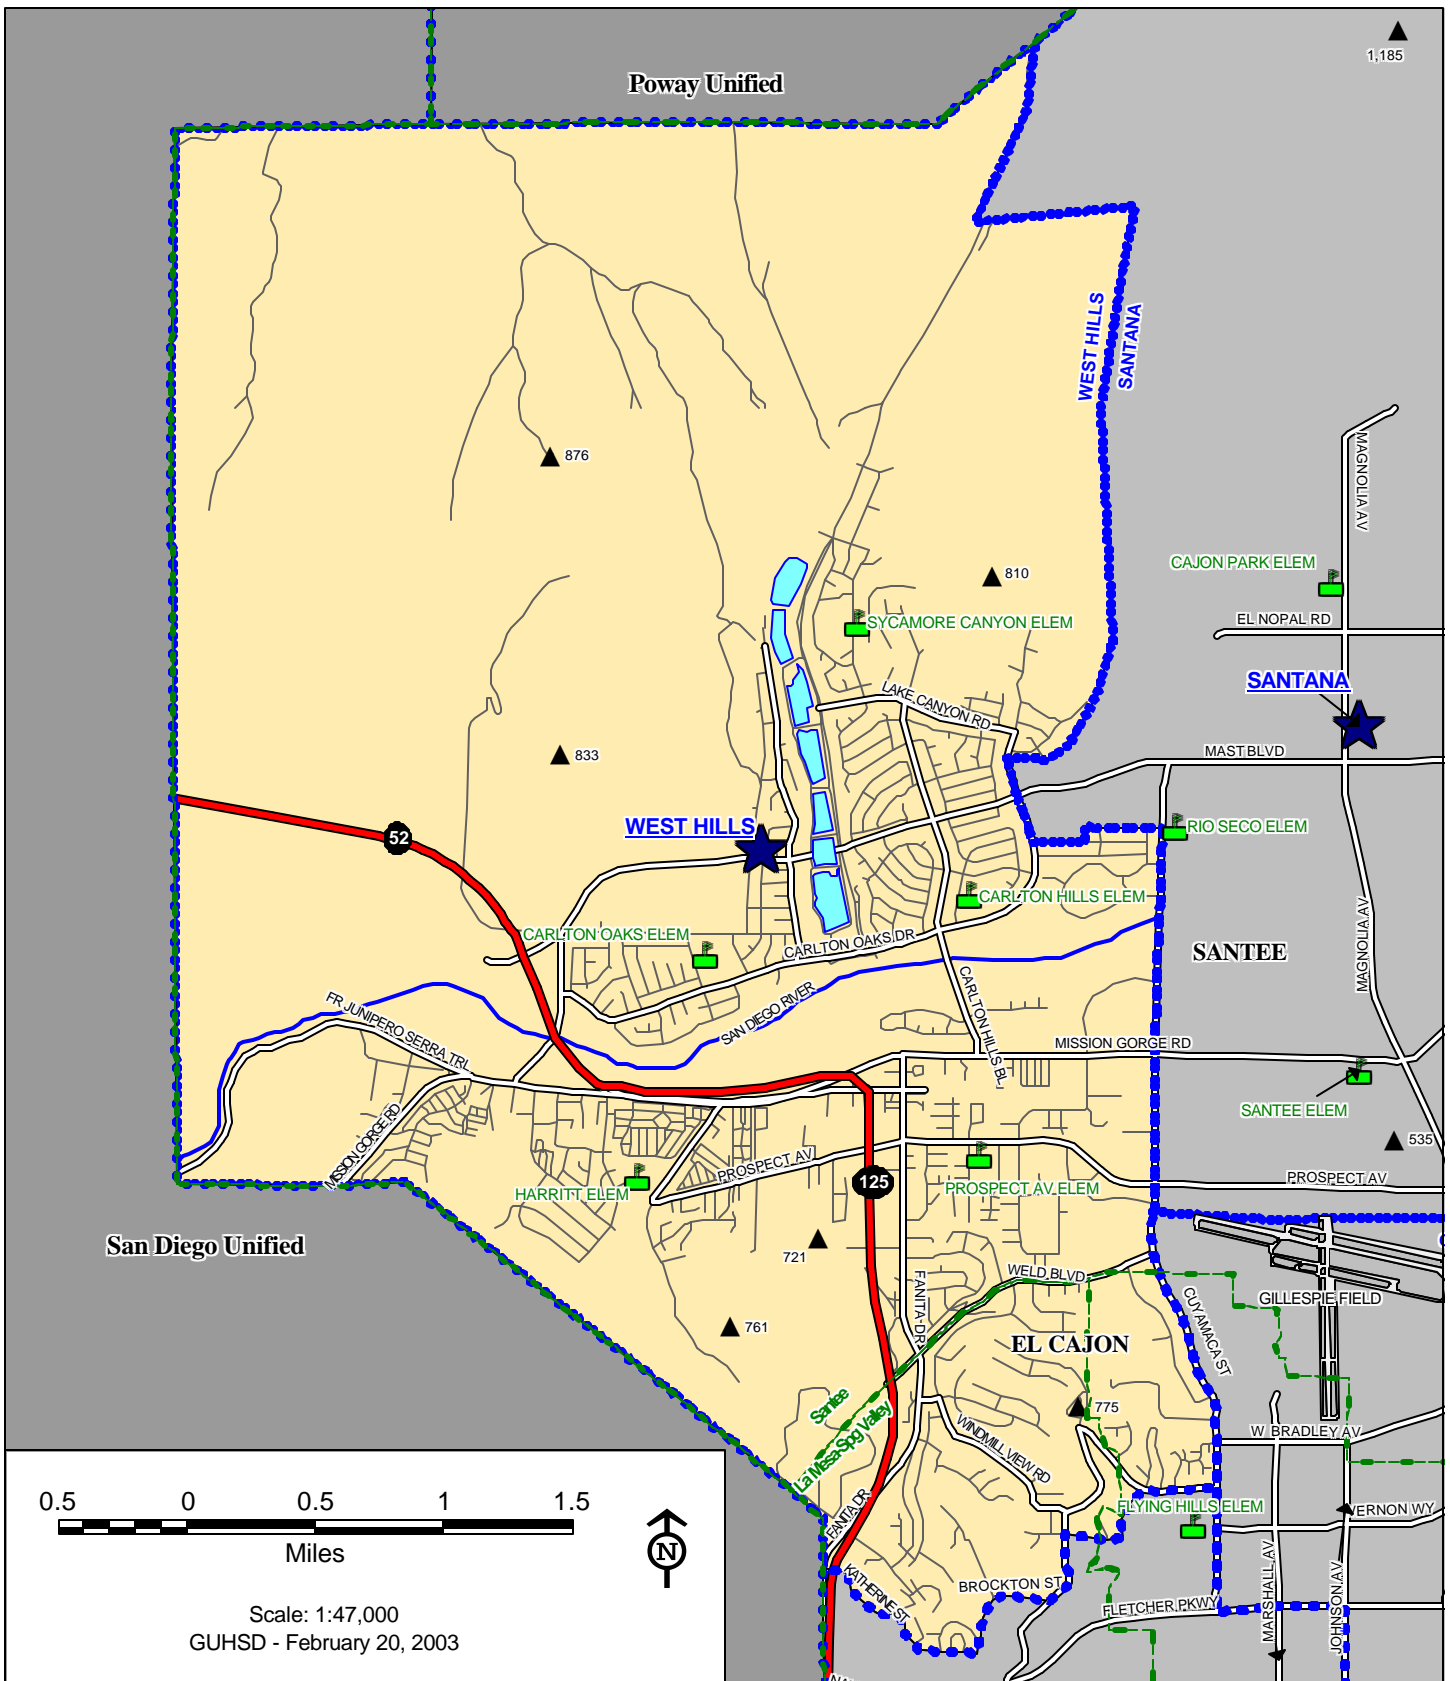 1,185
Poway Unified
WEST HILLS
SANTANA
MAGNOLIA AV
876
810
CAJON PARK ELEM
EL NOPAL RD
SYCAMORE CANYON ELEM
SANTANA
LAKE CANYON RD
MAST BLVD
833
52
WEST HILLS
RIO SECO ELEM
CARLTON HILLS ELEM
CARLTON OAKS ELEM
CARLTON OAKS DR
SANTEE
MAGNOLIA AV
FR JUNIPERO SERRA TRL
SAN DIEGO RIVER
CARLTON HILLS BL
MISSION GORGE RD
MISSION GORGE RD
SANTEE ELEM
535
PROSPECT AV
PROSPECT AV
125
HARRITT ELEM
PROSPECT AV ELEM
San Diego Unified
721
WELD BLVD
FANITA DR
CUYAMACA ST
GILLESPIE FIELD
761
EL CAJON
Santee
La Mesa-Spg Valley
775
WINDMILL VIEW RD
W BRADLEY AV
FLYING HILLS ELEM
VERNON WY
FANITA DR
KATHERINE ST
BROCKTON ST
FLETCHER PKWY
MARSHALL AV
JOHNSON AV
0.5 0 0.5 1 1.5
Miles
N
Scale: 1:47,000
GUHSD - February 20, 2003